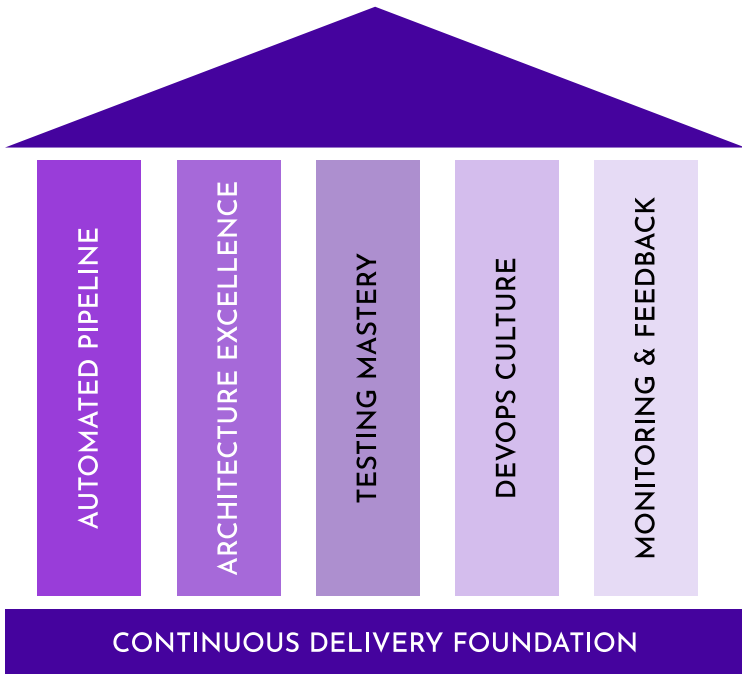 AUTOMATED PIPELINE
ARCHITECTURE EXCELLENCE
TESTING MASTERY
DEVOPS CULTURE
MONITORING & FEEDBACK
CONTINUOUS DELIVERY FOUNDATION